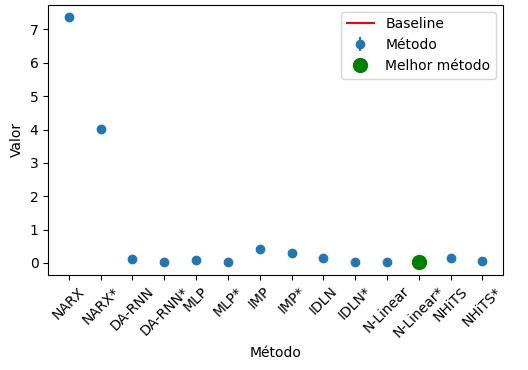 7
6
5
4
3
2
1
0
Valor
Baseline
Método
Melhor método
NARX
NARX*
DA-RNN
DA-RNN*
MLP
MLP*
IMP
IMP*
IDLN
IDLN*
N-Linear
N-Linear*
NHiTS
NHiTS*
Método